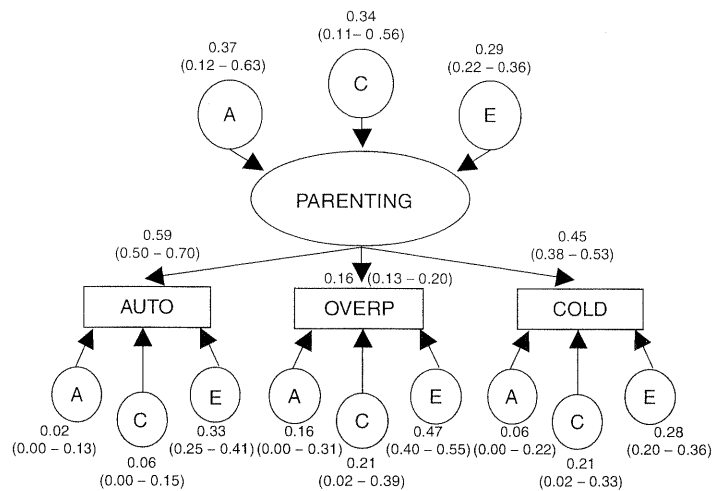 0.34
(0.11– 0 .56)
0.37
(0.12 – 0.63)
0.29
(0.22 – 0.36)
C
A
E
PARENTING
0.59
(0.50 – 0.70)
0.45
(0.38 – 0.53)
0.16 (0.13 – 0.20)
AUTO
OVERP
COLD
A
C
E
A
C
E
A
C
E
0.02
(0.00 – 0.13)
0.06
(0.00 – 0.15)
0.33
(0.25 – 0.41)
0.16
(0.00 – 0.31)
0.21
(0.02 – 0.39)
0.47
(0.40 – 0.55)
0.06
(0.00 – 0.22)
0.21
(0.02 – 0.33)
0.28
(0.20 – 0.36)